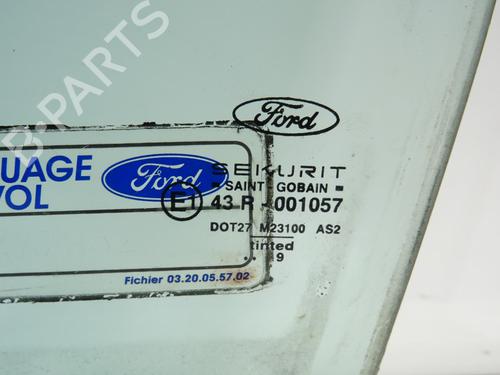 B-PARTS
Ford
UAGE
VOL
Ford
SEKURIT
SAINT GOBAIN
E1 43 R - 001057
DOT27 M23100 AS2
tinted
9
Fichier 03.20.05.57.02